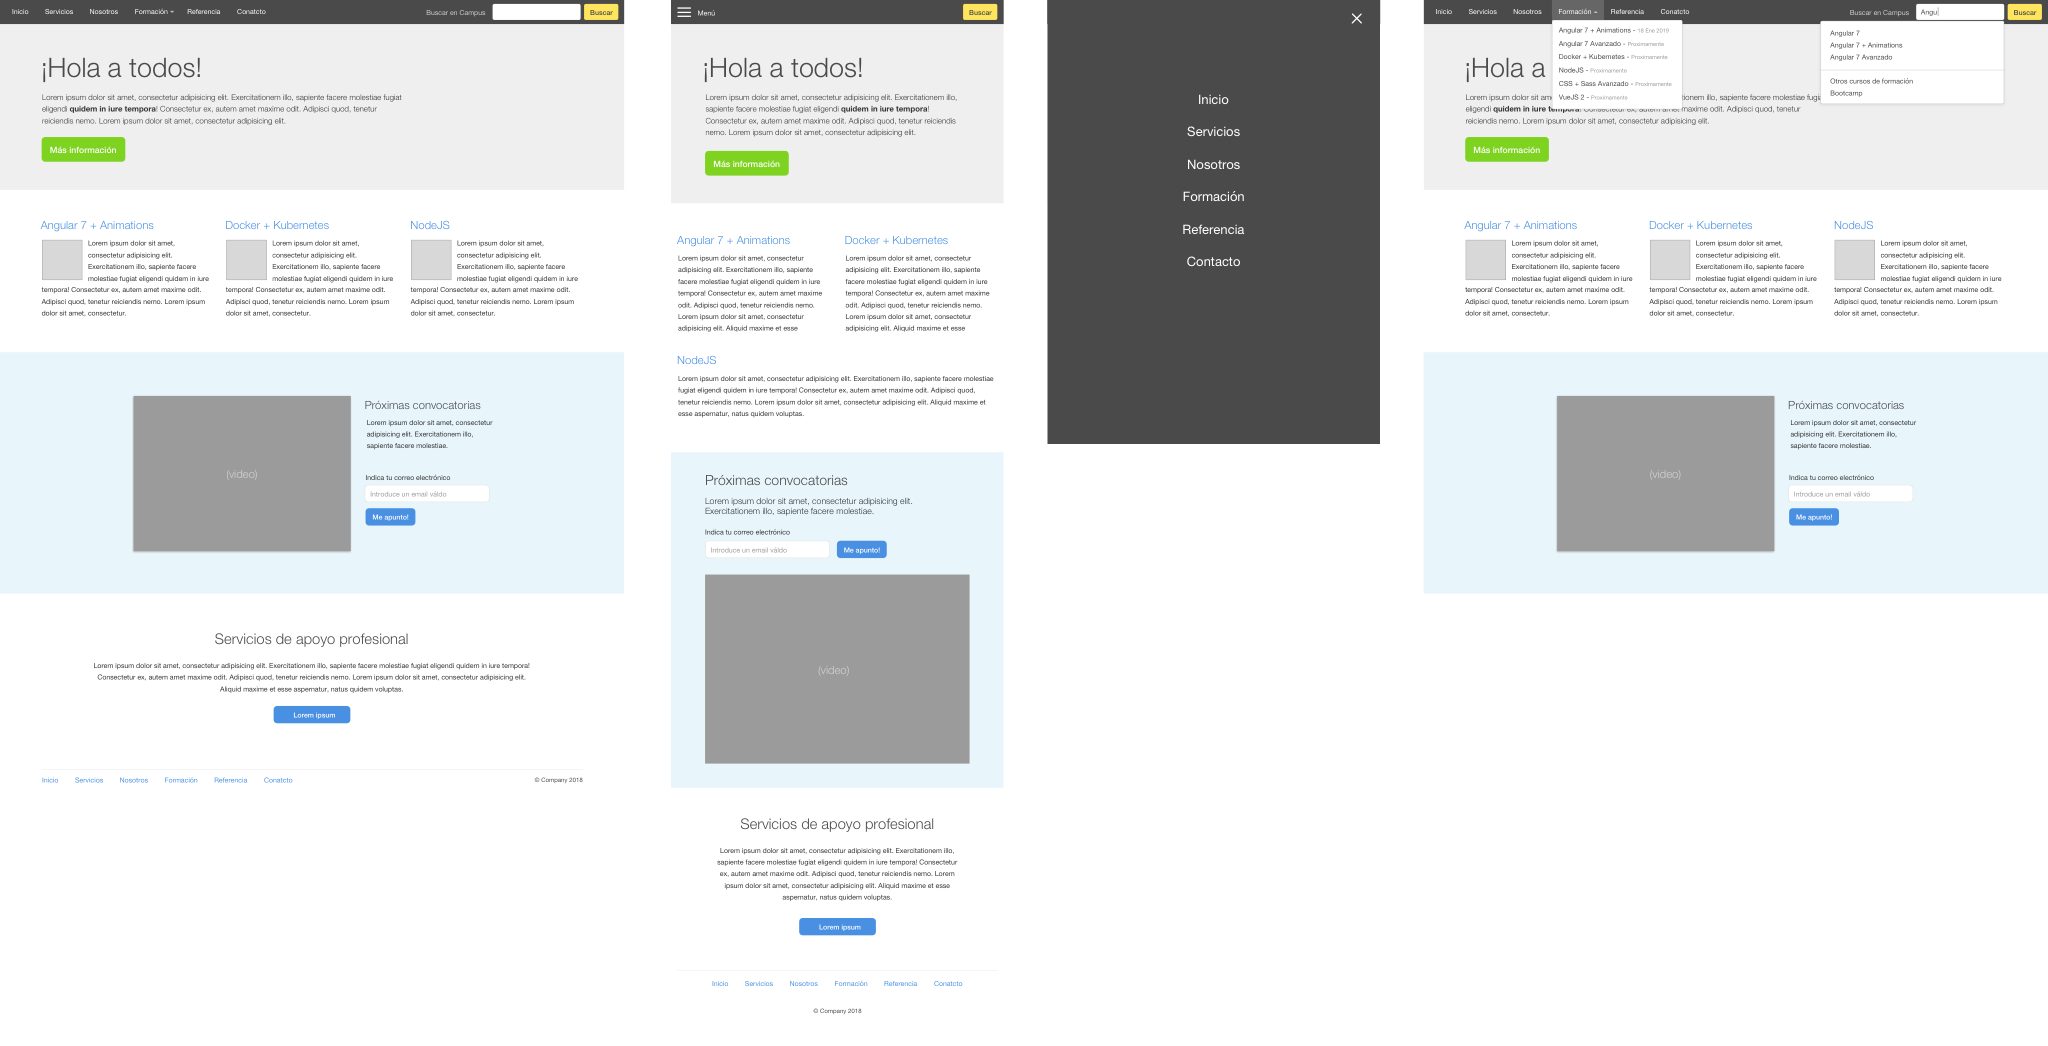 Inicio Servicios Nosotros Formación Referencia Conatcto Buscar en Campus Buscar
¡Hola a todos!
Lorem ipsum dolor sit amet, consectetur adipisicing elit. Exercitationem illo, sapiente facere molestiae fugiat
eligendi quidem in iure tempora! Consectetur ex, autem amet maxime odit. Adipisci quod, tenetur
reiciendis nemo. Lorem ipsum dolor sit amet, consectetur adipisicing elit.
Más información
Angular 7 + Animations
Lorem ipsum dolor sit amet,
consectetur adipisicing elit.
Exercitationem illo, sapiente facere
molestiae fugiat eligendi quidem in iure
tempora! Consectetur ex, autem amet maxime odit.
Adipisci quod, tenetur reiciendis nemo. Lorem ipsum
dolor sit amet, consectetur.
Docker + Kubernetes
Lorem ipsum dolor sit amet,
consectetur adipisicing elit.
Exercitationem illo, sapiente facere
molestiae fugiat eligendi quidem in iure
tempora! Consectetur ex, autem amet maxime odit.
Adipisci quod, tenetur reiciendis nemo. Lorem ipsum
dolor sit amet, consectetur.
NodeJS
Lorem ipsum dolor sit amet,
consectetur adipisicing elit.
Exercitationem illo, sapiente facere
molestiae fugiat eligendi quidem in iure
tempora! Consectetur ex, autem amet maxime odit.
Adipisci quod, tenetur reiciendis nemo. Lorem ipsum
dolor sit amet, consectetur.
(video)
Próximas convocatorias
Lorem ipsum dolor sit amet, consectetur
adipisicing elit. Exercitationem illo,
sapiente facere molestiae.
Indica tu correo electrónico
Introduce un email váldo
Me apunto!
Servicios de apoyo profesional
Lorem ipsum dolor sit amet, consectetur adipisicing elit. Exercitationem illo, sapiente facere molestiae fugiat eligendi quidem in iure tempora!
Consectetur ex, autem amet maxime odit. Adipisci quod, tenetur reiciendis nemo. Lorem ipsum dolor sit amet, consectetur adipisicing elit.
Aliquid maxime et esse aspernatur, natus quidem voluptas.
Lorem ipsum
Inicio Servicios Nosotros Formación Referencia Conatcto © Company 2018
Menú Buscar
¡Hola a todos!
Lorem ipsum dolor sit amet, consectetur adipisicing elit. Exercitationem illo,
sapiente facere molestiae fugiat eligendi quidem in iure tempora!
Consectetur ex, autem amet maxime odit. Adipisci quod, tenetur reiciendis
nemo. Lorem ipsum dolor sit amet, consectetur adipisicing elit.
Más información
Angular 7 + Animations
Lorem ipsum dolor sit amet, consectetur
adipisicing elit. Exercitationem illo, sapiente
facere molestiae fugiat eligendi quidem in iure
tempora! Consectetur ex, autem amet maxime
odit. Adipisci quod, tenetur reiciendis nemo.
Lorem ipsum dolor sit amet, consectetur
adipisicing elit. Aliquid maxime et esse
Docker + Kubernetes
Lorem ipsum dolor sit amet, consectetur
adipisicing elit. Exercitationem illo, sapiente
facere molestiae fugiat eligendi quidem in iure
tempora! Consectetur ex, autem amet maxime
odit. Adipisci quod, tenetur reiciendis nemo.
Lorem ipsum dolor sit amet, consectetur
adipisicing elit. Aliquid maxime et esse
NodeJS
Lorem ipsum dolor sit amet, consectetur adipisicing elit. Exercitationem illo, sapiente facere molestiae
fugiat eligendi quidem in iure tempora! Consectetur ex, autem amet maxime odit. Adipisci quod,
tenetur reiciendis nemo. Lorem ipsum dolor sit amet, consectetur adipisicing elit. Aliquid maxime et
esse aspernatur, natus quidem voluptas.
Próximas convocatorias
Lorem ipsum dolor sit amet, consectetur adipisicing elit.
Exercitationem illo, sapiente facere molestiae.
Indica tu correo electrónico
Introduce un email váldo Me apunto!
(video)
Servicios de apoyo profesional
Lorem ipsum dolor sit amet, consectetur adipisicing elit. Exercitationem illo,
sapiente facere molestiae fugiat eligendi quidem in iure tempora! Consectetur
ex, autem amet maxime odit. Adipisci quod, tenetur reiciendis nemo. Lorem
ipsum dolor sit amet, consectetur adipisicing elit. Aliquid maxime et esse
aspernatur, natus quidem voluptas.
Lorem ipsum
Inicio Servicios Nosotros Formación Referencia Conatcto
© Company 2018
Inicio
Servicios
Nosotros
Formación
Referencia
Contacto
Inicio Servicios Nosotros Formación Referencia Conatcto Buscar en Campus Angu Buscar
Angular 7 + Animations - 18 Ene 2019
Angular 7 Avanzado - Proximamente
Docker + Kubernetes - Proximamente
NodeJS - Proximamente
CSS + Sass Avanzado - Proximamente
VueJS 2 - Proximamente
Angular 7
Angular 7 + Animations
Angular 7 Avanzado
Otros cursos de formación
Bootcamp
¡Hola a
Lorem ipsum dolor sit am onem illo, sapiente facere molestiae fugi
eligendi quidem in iure tempora! Consectetur ex, autem amet maxime odit. Adipisci quod, tenetur
reiciendis nemo. Lorem ipsum dolor sit amet, consectetur adipisicing elit.
Más información
Angular 7 + Animations
Lorem ipsum dolor sit amet,
consectetur adipisicing elit.
Exercitationem illo, sapiente facere
molestiae fugiat eligendi quidem in iure
tempora! Consectetur ex, autem amet maxime odit.
Adipisci quod, tenetur reiciendis nemo. Lorem ipsum
dolor sit amet, consectetur.
Docker + Kubernetes
Lorem ipsum dolor sit amet,
consectetur adipisicing elit.
Exercitationem illo, sapiente facere
molestiae fugiat eligendi quidem in iure
tempora! Consectetur ex, autem amet maxime odit.
Adipisci quod, tenetur reiciendis nemo. Lorem ipsum
dolor sit amet, consectetur.
NodeJS
Lorem ipsum dolor sit amet,
consectetur adipisicing elit.
Exercitationem illo, sapiente facere
molestiae fugiat eligendi quidem in iure
tempora! Consectetur ex, autem amet maxime odit.
Adipisci quod, tenetur reiciendis nemo. Lorem ipsum
dolor sit amet, consectetur.
(video)
Próximas convocatorias
Lorem ipsum dolor sit amet, consectetur
adipisicing elit. Exercitationem illo,
sapiente facere molestiae.
Indica tu correo electrónico
Introduce un email váldo
Me apunto!